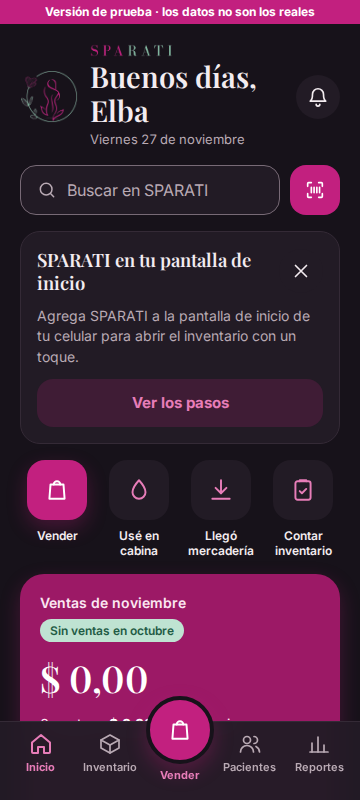 Versión de prueba · los datos no son los reales
SPARATI
Buenos días,
Elba
Viernes 27 de noviembre
Buscar en SPARATI
SPARATI en tu pantalla de
inicio
Agrega SPARATI a la pantalla de inicio de
tu celular para abrir el inventario con un
toque.
Ver los pasos
Vender
Usé en
cabina
Llegó
mercadería
Contar
inventario
Ventas de noviembre
Sin ventas en octubre
$ 0,00
Inicio
Inventario
Vender
Pacientes
Reportes